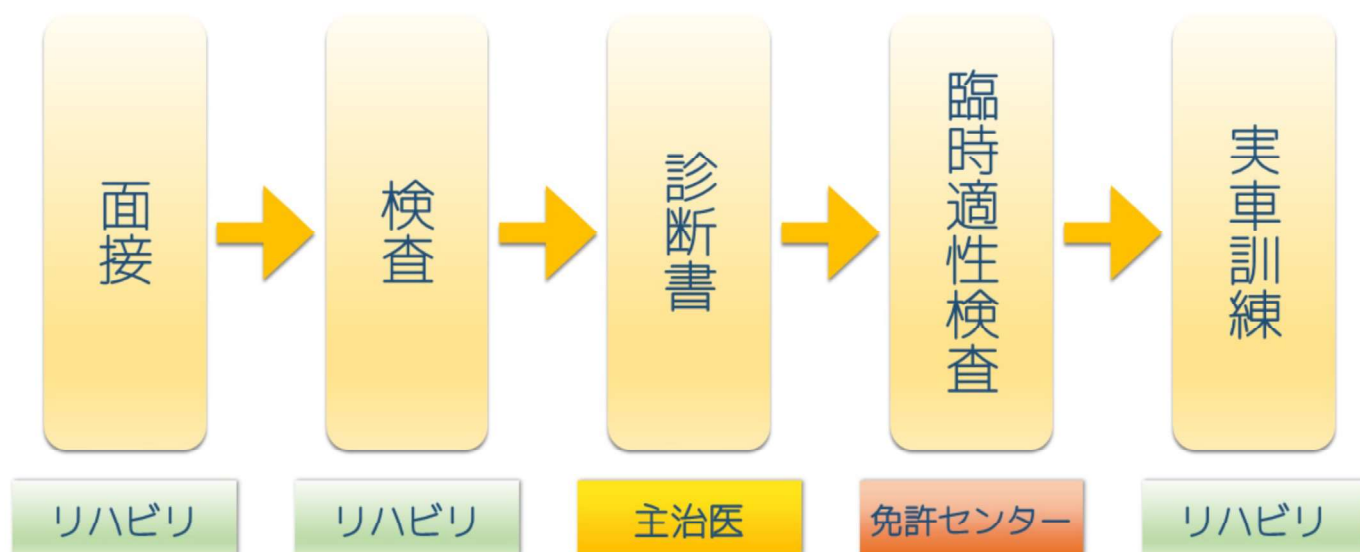 面接
検査
診断書
臨時適性検査
実車訓練
リハビリ
リハビリ
主治医
免許センター
リハビリ